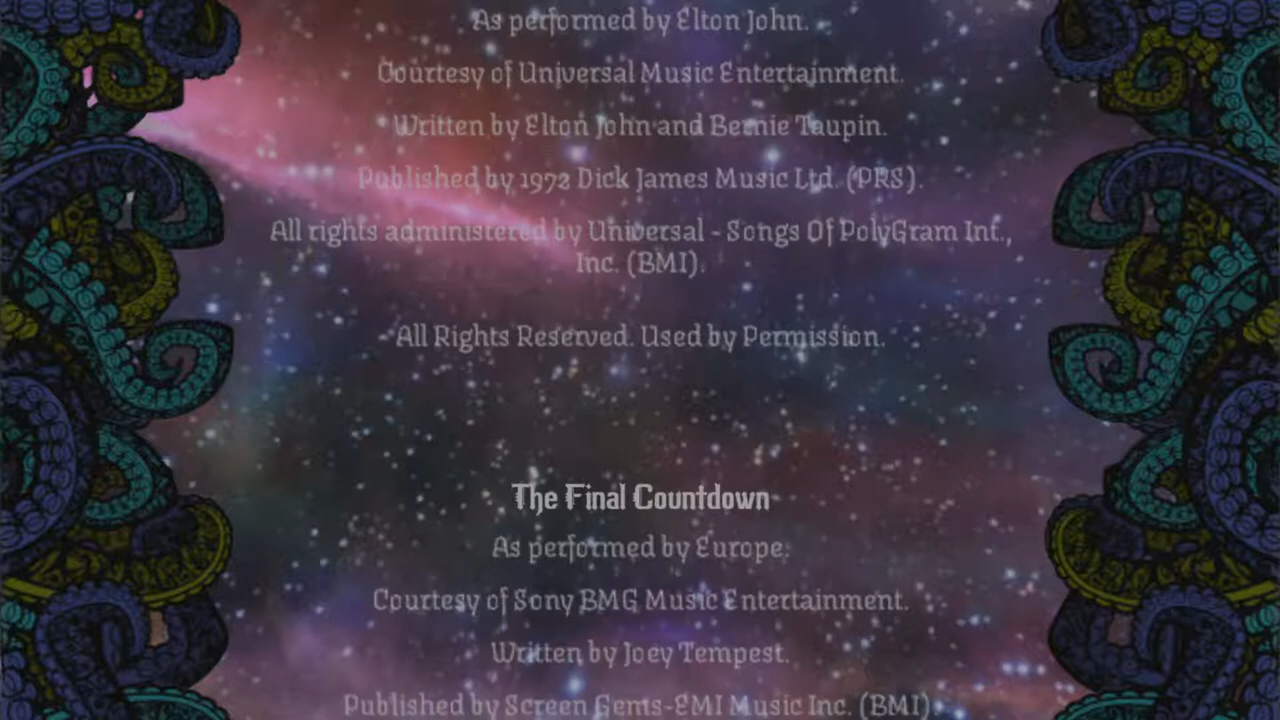 As performed by Elton John.
Courtesy of Universal Music Entertainment.
Written by Elton John and Bernie Taupin.
Published by 1972 Dick James Music Ltd. (PRS).
All rights administered by Universal - Songs Of PolyGram Int.,
Inc. (BMI).
All Rights Reserved. Used by Permission.
The Final Countdown
As performed by Europe.
Courtesy of Sony BMG Music Entertainment.
Written by Joey Tempest.
Published by Screen Gems-EMI Music Inc. (BMI).